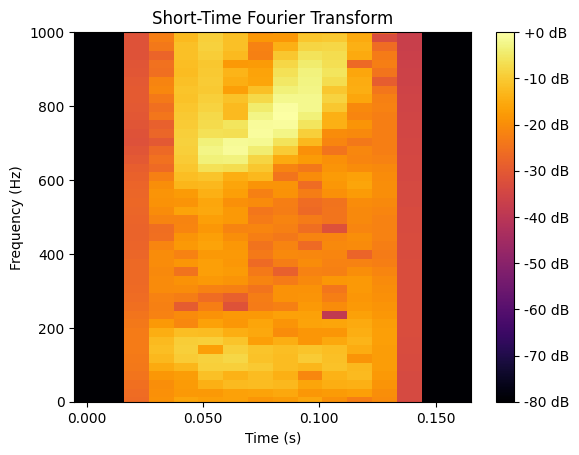 Short-Time Fourier Transform
Frequency (Hz)
1000
800
600
400
200
0
0.000
0.050
0.100
0.150
Time (s)
+0 dB
-10 dB
-20 dB
-30 dB
-40 dB
-50 dB
-60 dB
-70 dB
-80 dB